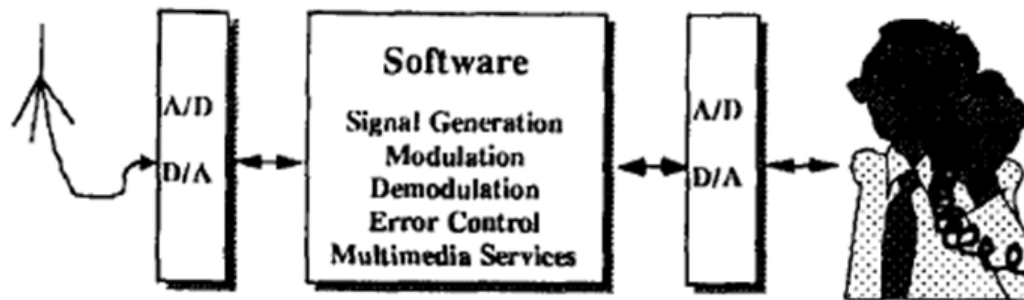 A/D
D/A
Software
Signal Generation
Modulation
Demodulation
Error Control
Multimedia Services
A/D
D/A